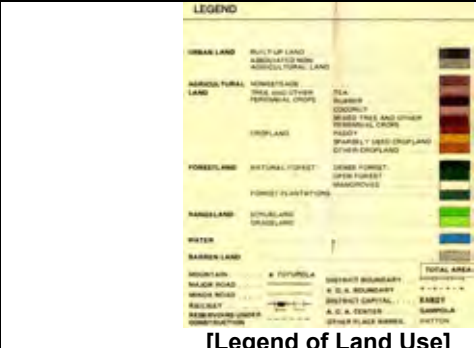 LEGEND
URBAN LAND BUILT-UP LAND
ASSOCIATED NON-
AGRICULTURAL LAND
AGRICULTURAL HOMESTEADS
LAND TREE AND OTHER TEA
PERENNIAL CROPS RUBBER
COCONUT
MIXED TREE AND OTHER
PERENNIAL CROPS
CROPLAND PADDY
SPARSELY USED CROPLAND
OTHER CROPLAND
FORESTLAND NATURAL FOREST DENSE FOREST
OPEN FOREST
MANGROVES
FOREST PLANTATIONS
RANGELAND SCRUBLAND
GRASSLAND
WATER
BARREN LAND
TOTAL AREA
MOUNTAIN DISTRICT BOUNDARY
MAJOR ROAD A. G. A. BOUNDARY
MINOR ROAD DISTRICT CAPITAL KANDY
RAILWAY A. G. A. CENTER GAMPOLA
RESERVOIRS UNDER OTHER PLACE NAMES
CONSTRUCTION
[Legend of Land Use]